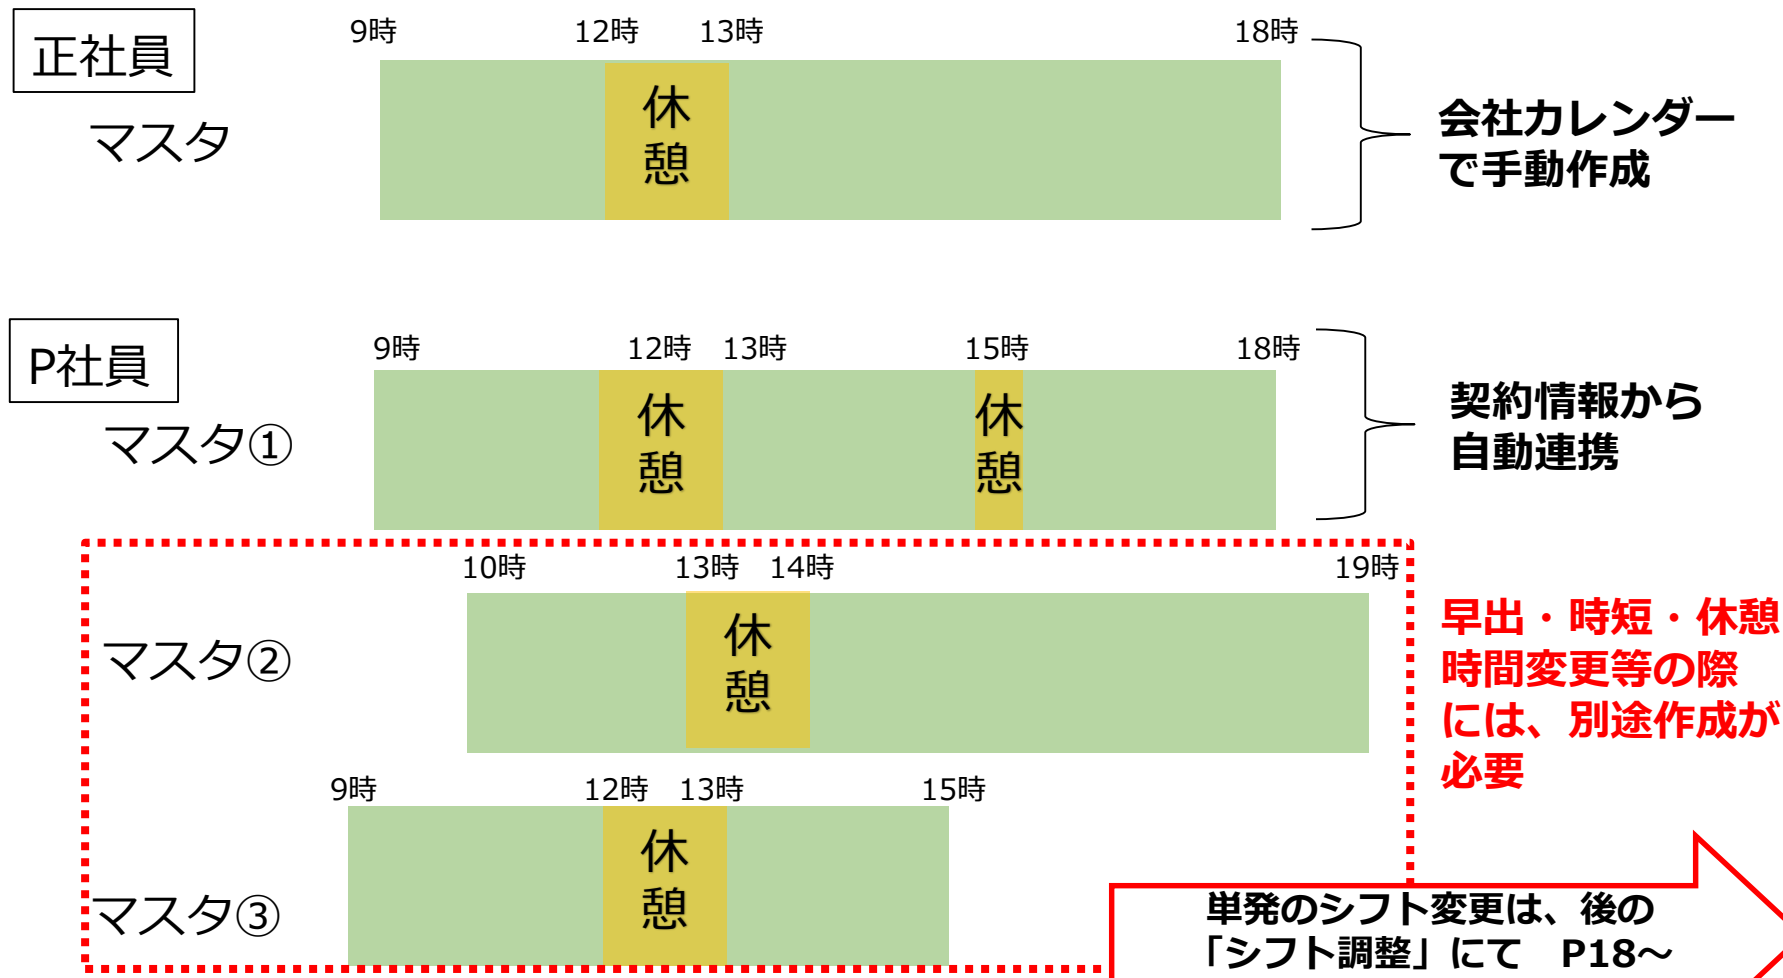 正社員
マスタ
9時 12時 13時 18時
休
憩
会社カレンダー
で手動作成
P社員
マスタ①
9時 12時 13時 15時 18時
休
憩
休
憩
契約情報から
自動連携
マスタ②
10時 13時 14時 19時
休
憩
早出・時短・休憩
時間変更等の際
には、別途作成が
必要
マスタ③
9時 12時 13時 15時
休
憩
単発のシフト変更は、後の
「シフト調整」にて P18～